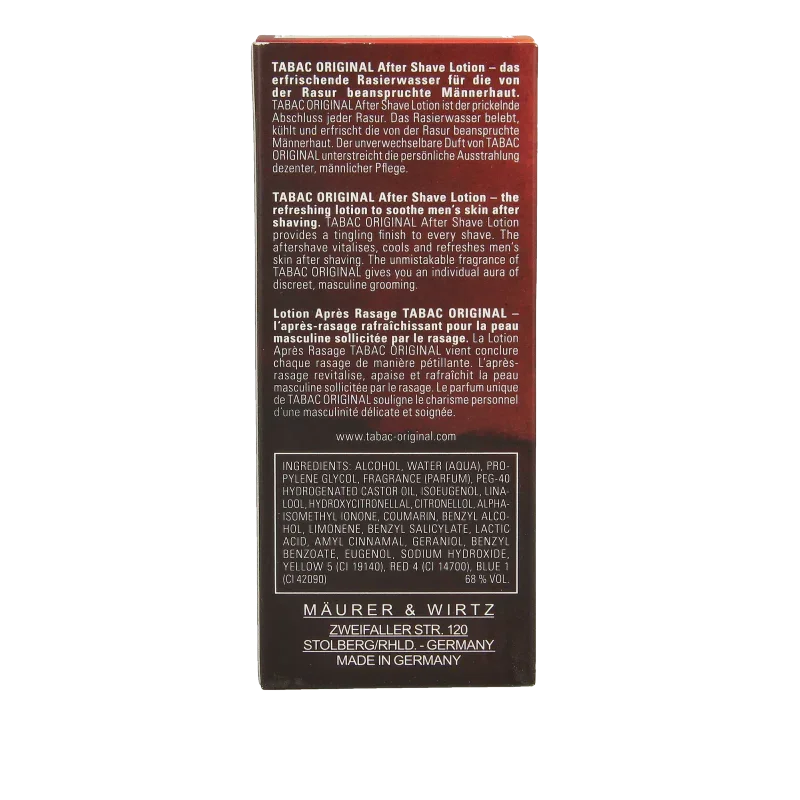 TABAC ORIGINAL After Shave Lotion – das
erfrischende Rasierwasser für die von
der Rasur beanspruchte Männerhaut.
TABAC ORIGINAL After Shave Lotion ist der prickelnde
Abschluss jeder Rasur. Das Rasierwasser belebt,
kühlt und erfrischt die von der Rasur beanspruchte
Männerhaut. Der unverwechselbare Duft von TABAC
ORIGINAL unterstreicht die persönliche Ausstrahlung
dezenter, männlicher Pflege.
TABAC ORIGINAL After Shave Lotion – the
refreshing lotion to soothe men's skin after
shaving. TABAC ORIGINAL After Shave Lotion
provides a tingling finish to every shave. The
aftershave vitalises, cools and refreshes men's
skin after shaving. The unmistakable fragrance of
TABAC ORIGINAL gives you an individual aura of
discreet, masculine grooming.
Lotion Après Rasage TABAC ORIGINAL –
l'après-rasage rafraîchissant pour la peau
masculine sollicitée par le rasage. La Lotion
Après Rasage TABAC ORIGINAL vient conclure
chaque rasage de manière pétillante. L'après-
rasage revitalise, apaise et rafraîchit la peau
masculine sollicitée par le rasage. Le parfum unique
de TABAC ORIGINAL souligne le charisme personnel
d'une masculinité délicate et soignée.
www.tabac-original.com
INGREDIENTS: ALCOHOL, WATER (AQUA), PRO-
PYLENE GLYCOL, FRAGRANCE (PARFUM), PEG-40
HYDROGENATED CASTOR OIL, ISOEUGENOL, LINA-
LOOL, HYDROXYCITRONELLAL, CITRONELLOL, ALPHA-
ISOMETHYL IONONE, COUMARIN, BENZYL ALCO-
HOL, LIMONENE, BENZYL SALICYLATE, LACTIC
ACID, AMYL CINNAMAL, GERANIOL, BENZYL
BENZOATE, EUGENOL, SODIUM HYDROXIDE,
YELLOW 5 (CI 19140), RED 4 (CI 14700), BLUE 1
(CI 42090) 68 % VOL.
MÄURER & WIRTZ
ZWEIFALLER STR. 120
STOLBERG/RHLD. - GERMANY
MADE IN GERMANY